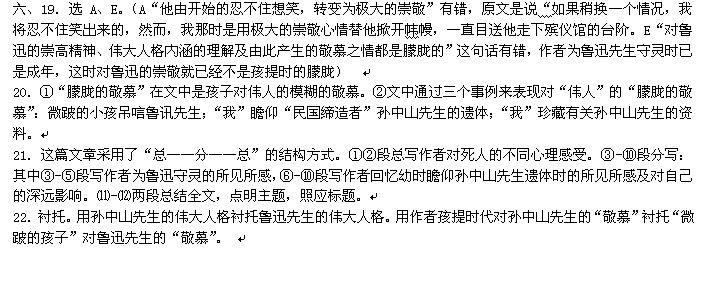 六、19. 选 A、E。(A“他由开始的忍不住想笑，转变为极大的崇敬”有错，原文是说“如果稍换一个情况，我
将忍不住笑出来的，然而，我那时是用极大的崇敬心情替他掀开帏幔，一直目送他走下殡仪馆的台阶。E“对鲁
迅的崇高精神、伟大人格内涵的理解及由此产生的敬慕之情都是朦胧的”这句话有错，作者为鲁迅先生守灵时已
是成年，这时对鲁迅的崇敬就已经不是孩提时的朦胧）
20. ①“朦胧的敬慕”在文中是孩子对伟人的模糊的敬慕。②文中通过三个事例来表现对“伟人”的“朦胧的敬
慕”：微跛的小孩吊唁鲁讯先生；“我”瞻仰“民国缔造者”孙中山先生的遗体；“我”珍藏有关孙中山先生的资
料。
21. 这篇文章采用了“总——分——总”的结构方式。①②段总写作者对死人的不同心理感受。③-⑩段分写：
其中③-⑤段写作者为鲁迅守灵的所见所感，⑥-⑩段写作者回忆幼时瞻仰孙中山先生遗体时的所见所感及对自己
的深远影响。⑾-⑿两段总结全文，点明主题，照应标题。
22. 衬托。用孙中山先生的伟大人格衬托鲁迅先生的伟大人格。用作者孩提时代对孙中山先生的“敬慕”衬托“微
跛的孩子”对鲁迅先生的“敬慕”。